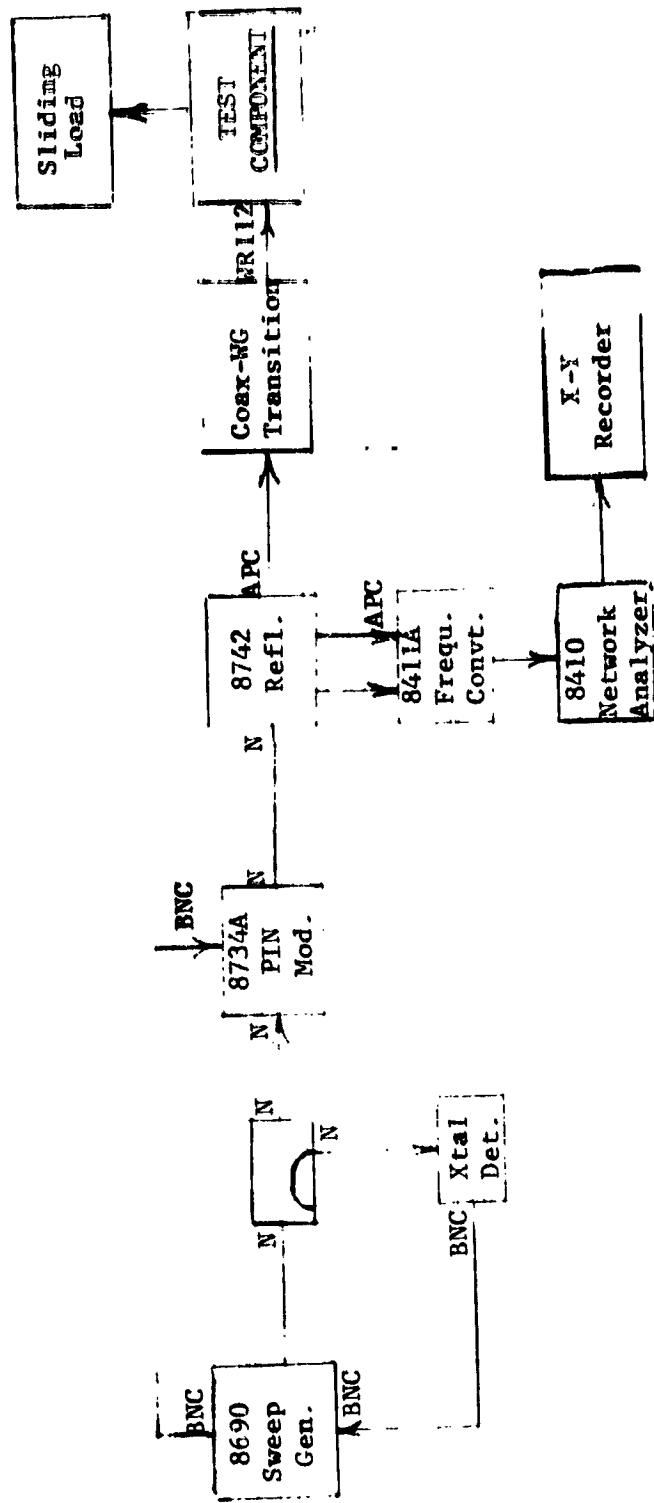 BNC
8690
Sweep
Gen.
BNC
N
N
N
BNC
Xtal
Det.
N
BNC
8734A
PIN
Mod.
N
N
8742
Refl.
APC
APC
8411A
Frequ.
Convt.
8410
Network
Analyzer
X-Y
Recorder
Coax-WG
Transition
WR112
TEST
COMPONENT
Sliding
Load